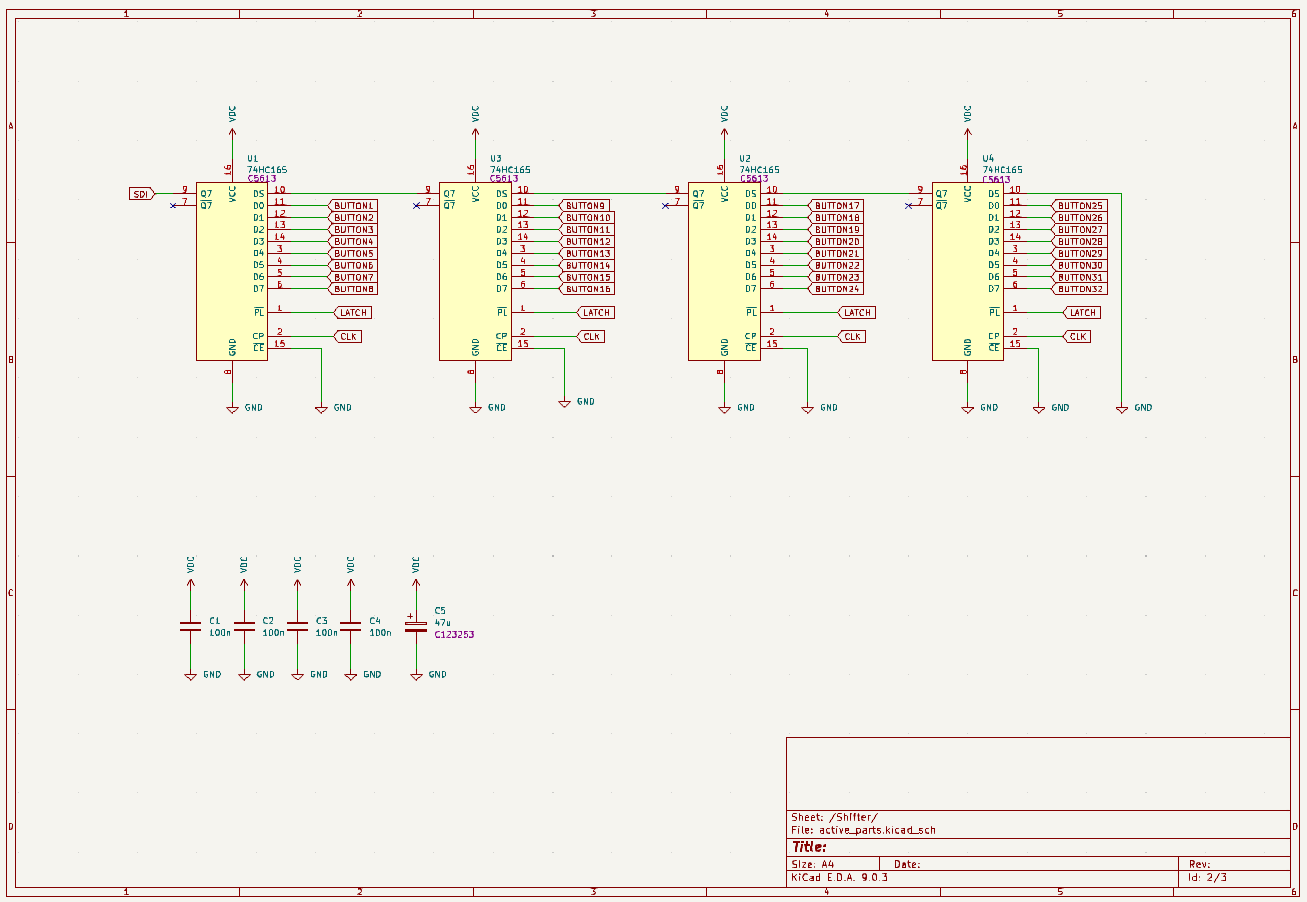 1 2 3 4 5 6
A A
B B
C C
D D
1 2 3 4 5 6
VDC VDC VDC VDC
U1 U3 U2 U4
74HC165 74HC165 74HC165 74HC165
C5613 C5613 C5613 C5613
16 16 16 16
VCC VCC VCC VCC
SDI 9 Q7 DS 10 9 Q7 DS 10 9 Q7 DS 10 9 Q7 DS 10
7 Q7 D0 11 BUTTON1 7 Q7 D0 11 BUTTON9 7 Q7 D0 11 BUTTON17 7 Q7 D0 11 BUTTON25
D1 12 BUTTON2 D1 12 BUTTON10 D1 12 BUTTON18 D1 12 BUTTON26
D2 13 BUTTON3 D2 13 BUTTON11 D2 13 BUTTON19 D2 13 BUTTON27
D3 14 BUTTON4 D3 14 BUTTON12 D3 14 BUTTON20 D3 14 BUTTON28
D4 3 BUTTON5 D4 3 BUTTON13 D4 3 BUTTON21 D4 3 BUTTON29
D5 4 BUTTON6 D5 4 BUTTON14 D5 4 BUTTON22 D5 4 BUTTON30
D6 5 BUTTON7 D6 5 BUTTON15 D6 5 BUTTON23 D6 5 BUTTON31
D7 6 BUTTON8 D7 6 BUTTON16 D7 6 BUTTON24 D7 6 BUTTON32
PL 1 LATCH PL 1 LATCH PL 1 LATCH PL 1 LATCH
CP 2 CLK CP 2 CLK CP 2 CLK CP 2 CLK
CE 15 CE 15 CE 15 CE 15
GND GND GND GND
8 8 8 8
GND GND GND GND GND GND GND GND GND
VDC VDC VDC VDC VDC
C1 C2 C3 C4 + C5
100n 100n 100n 100n 47u
C123253
GND GND GND GND GND
Sheet: /Shifter/
File: active_parts.kicad_sch
Title:
Size: A4 Date: Rev:
KiCad E.D.A. 9.0.3 Id: 2/3